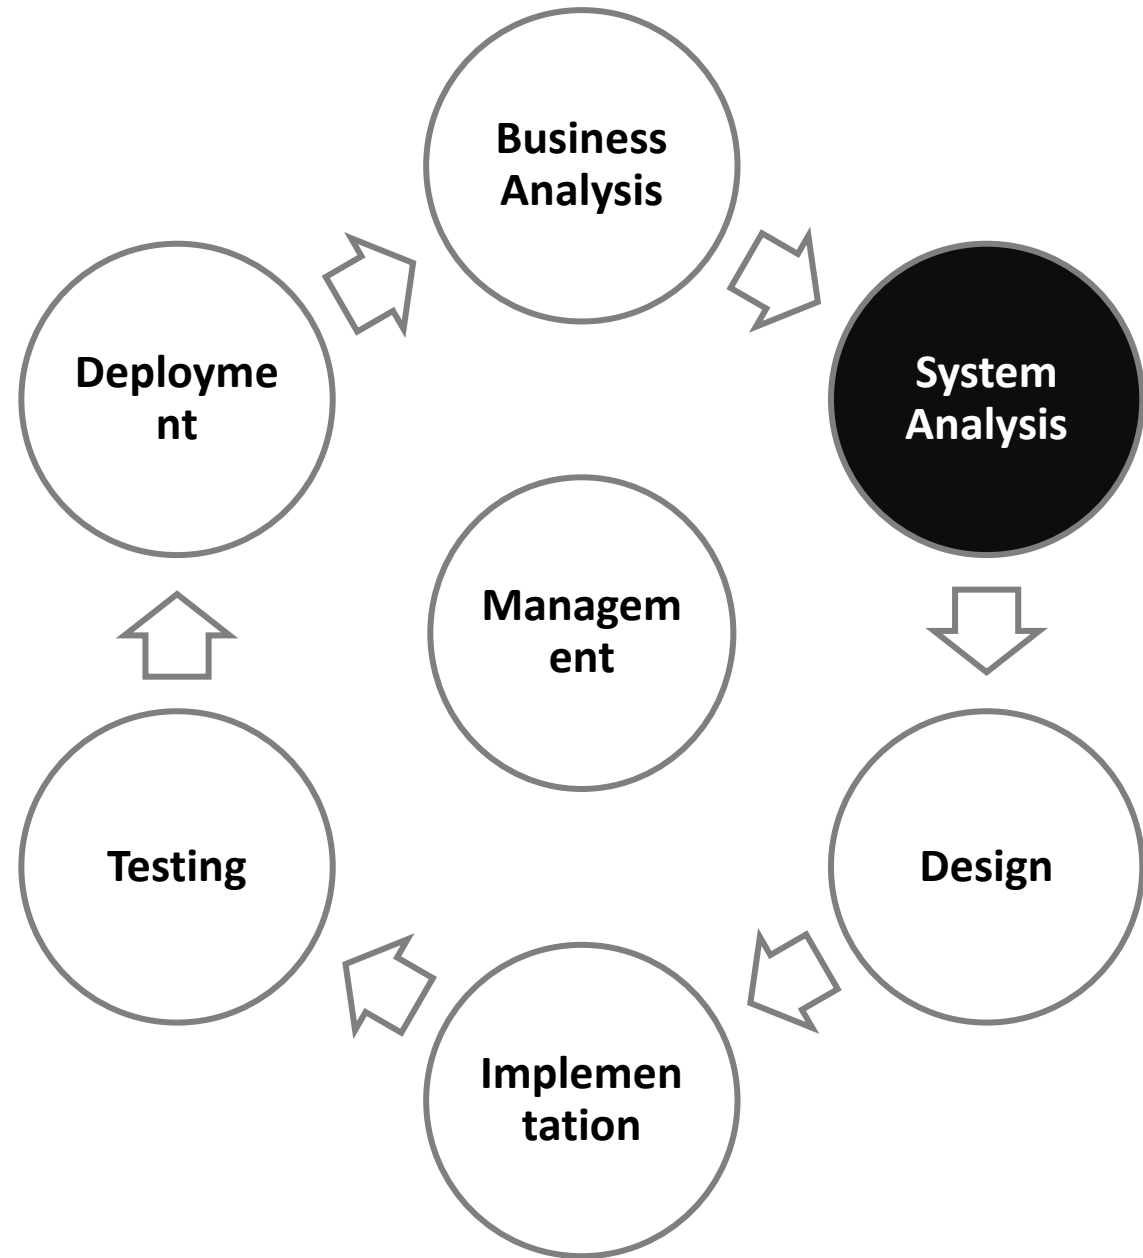 Business
Analysis
System
Analysis
Deployme
nt
Managem
ent
Testing
Design
Implemen
tation